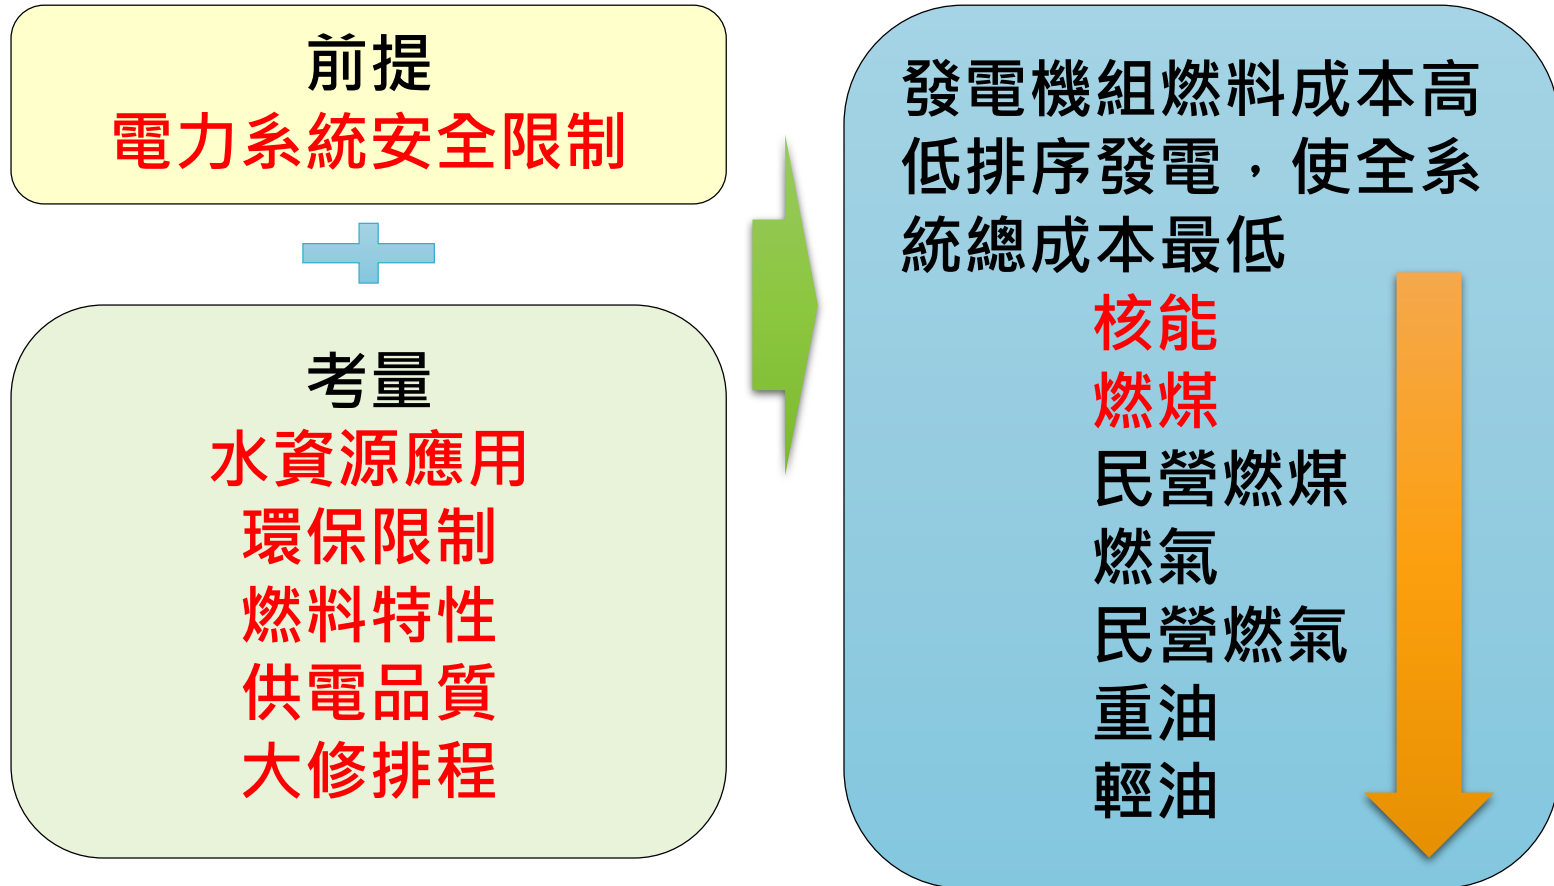 前提
電力系統安全限制
考量
水資源應用
環保限制
燃料特性
供電品質
大修排程
發電機組燃料成本高
低排序發電，使全系
統總成本最低
核能
燃煤
民營燃煤
燃氣
民營燃氣
重油
輕油